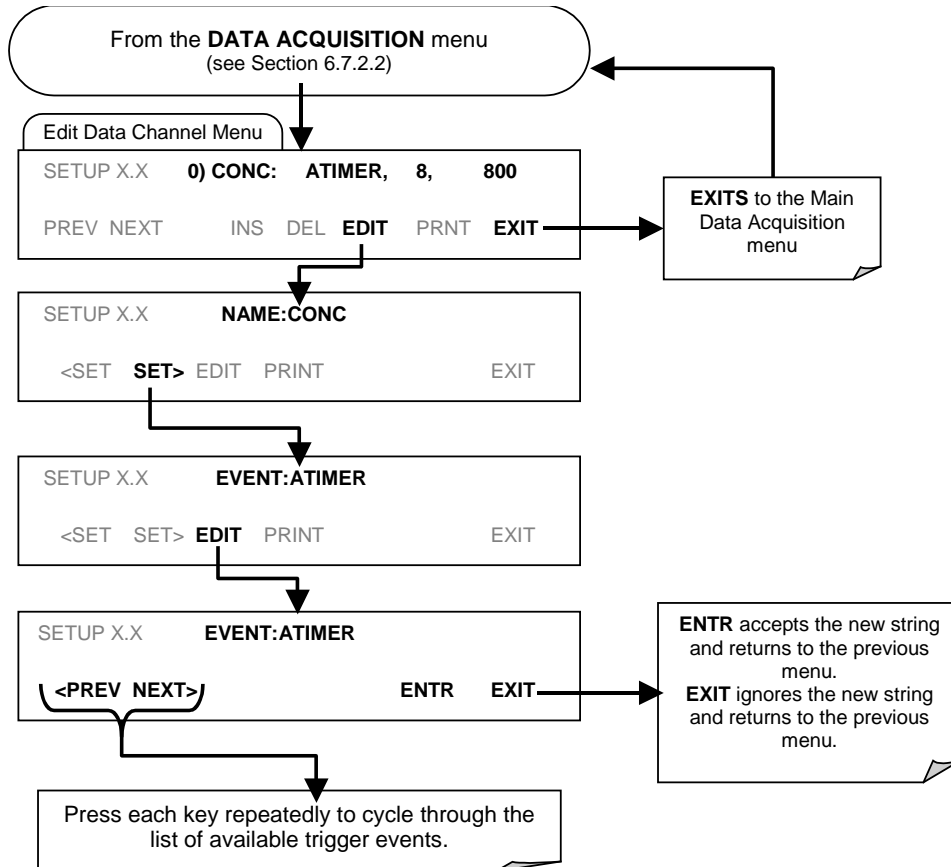 From the DATA ACQUISITION menu
(see Section 6.7.2.2)
Edit Data Channel Menu
SETUP X.X 0) CONC: ATIMER, 8, 800
PREV NEXT INS DEL EDIT PRNT EXIT
EXITS to the Main
Data Acquisition
menu
SETUP X.X NAME:CONC
<SET SET> EDIT PRINT EXIT
SETUP X.X EVENT:ATIMER
<SET SET> EDIT PRINT EXIT
SETUP X.X EVENT:ATIMER
<PREV NEXT> ENTR EXIT
ENTR accepts the new string
and returns to the previous
menu.
EXIT ignores the new string
and returns to the previous
menu.
Press each key repeatedly to cycle through the
list of available trigger events.